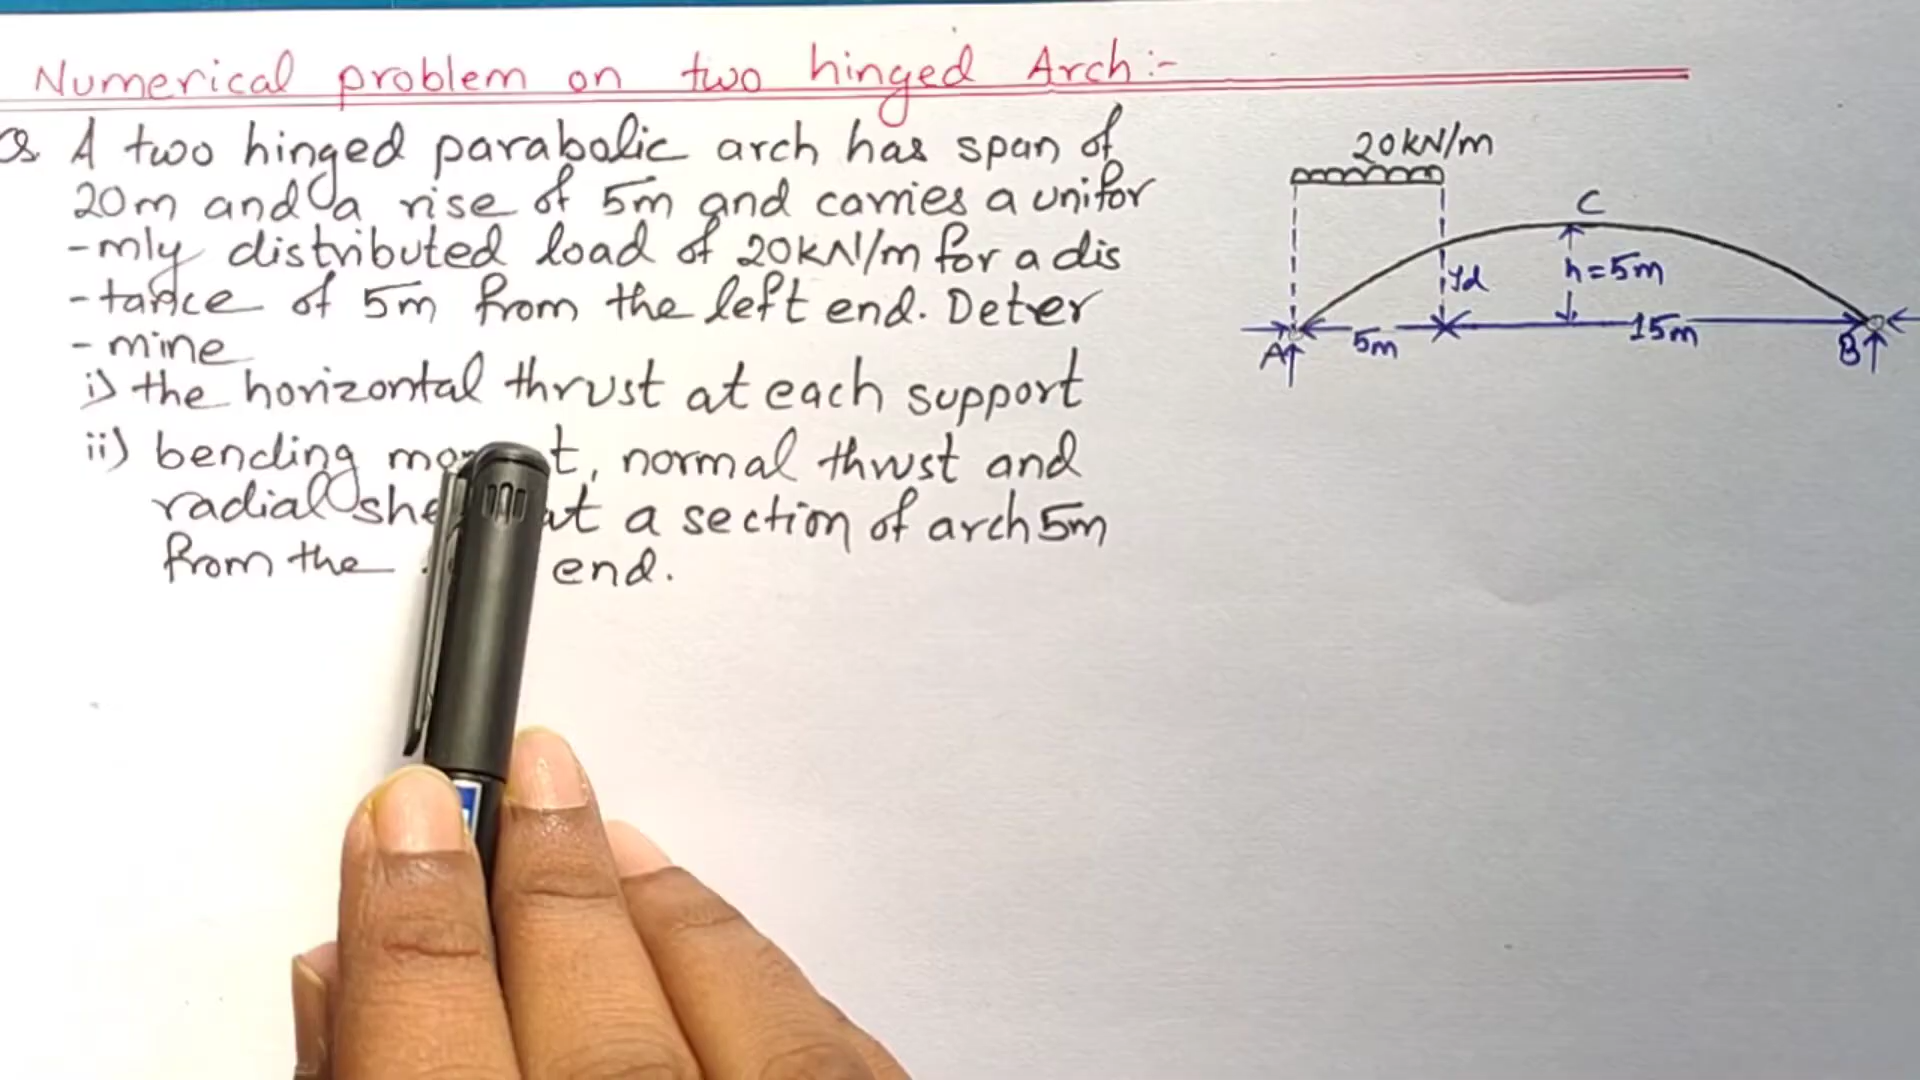 Numerical problem on two hinged Arch:-
Q. A two hinged parabolic arch has span of
20m and a rise of 5m and carries a unifor
-mly distributed load of 20kN/m for a dis
-tance of 5m from the left end. Deter
-mine
i) the horizontal thrust at each support
ii) bending, normal thrust and
radial at a section of arch 5m
from the end.
20kN/m
C
yd
h=5m
5m
15m
A
B